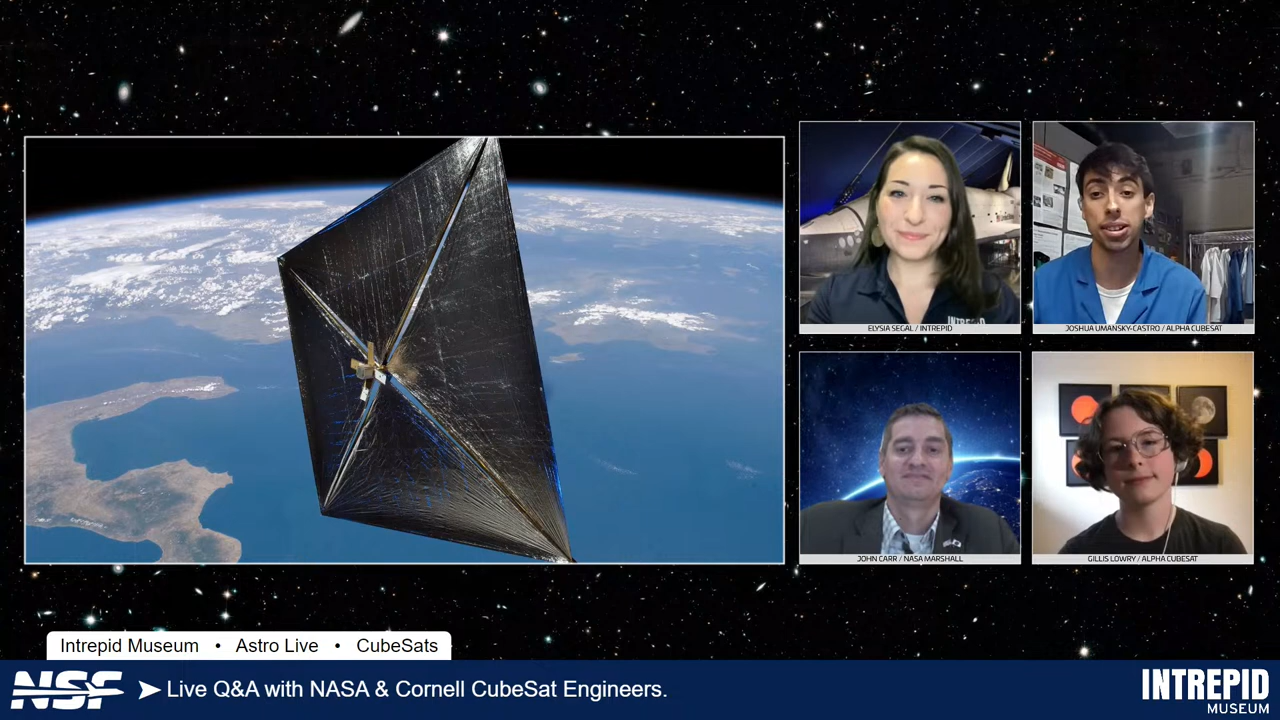 ELYSIA SEGAL / INTREPID
JOSHUA UMANSKY-CASTRO / ALPHA CUBESAT
JOHN CARR / NASA MARSHALL
GILLIS LOWRY / ALPHA CUBESAT
Intrepid Museum • Astro Live • CubeSats
NSF
Live Q&A with NASA & Cornell CubeSat Engineers.
INTREPID
MUSEUM